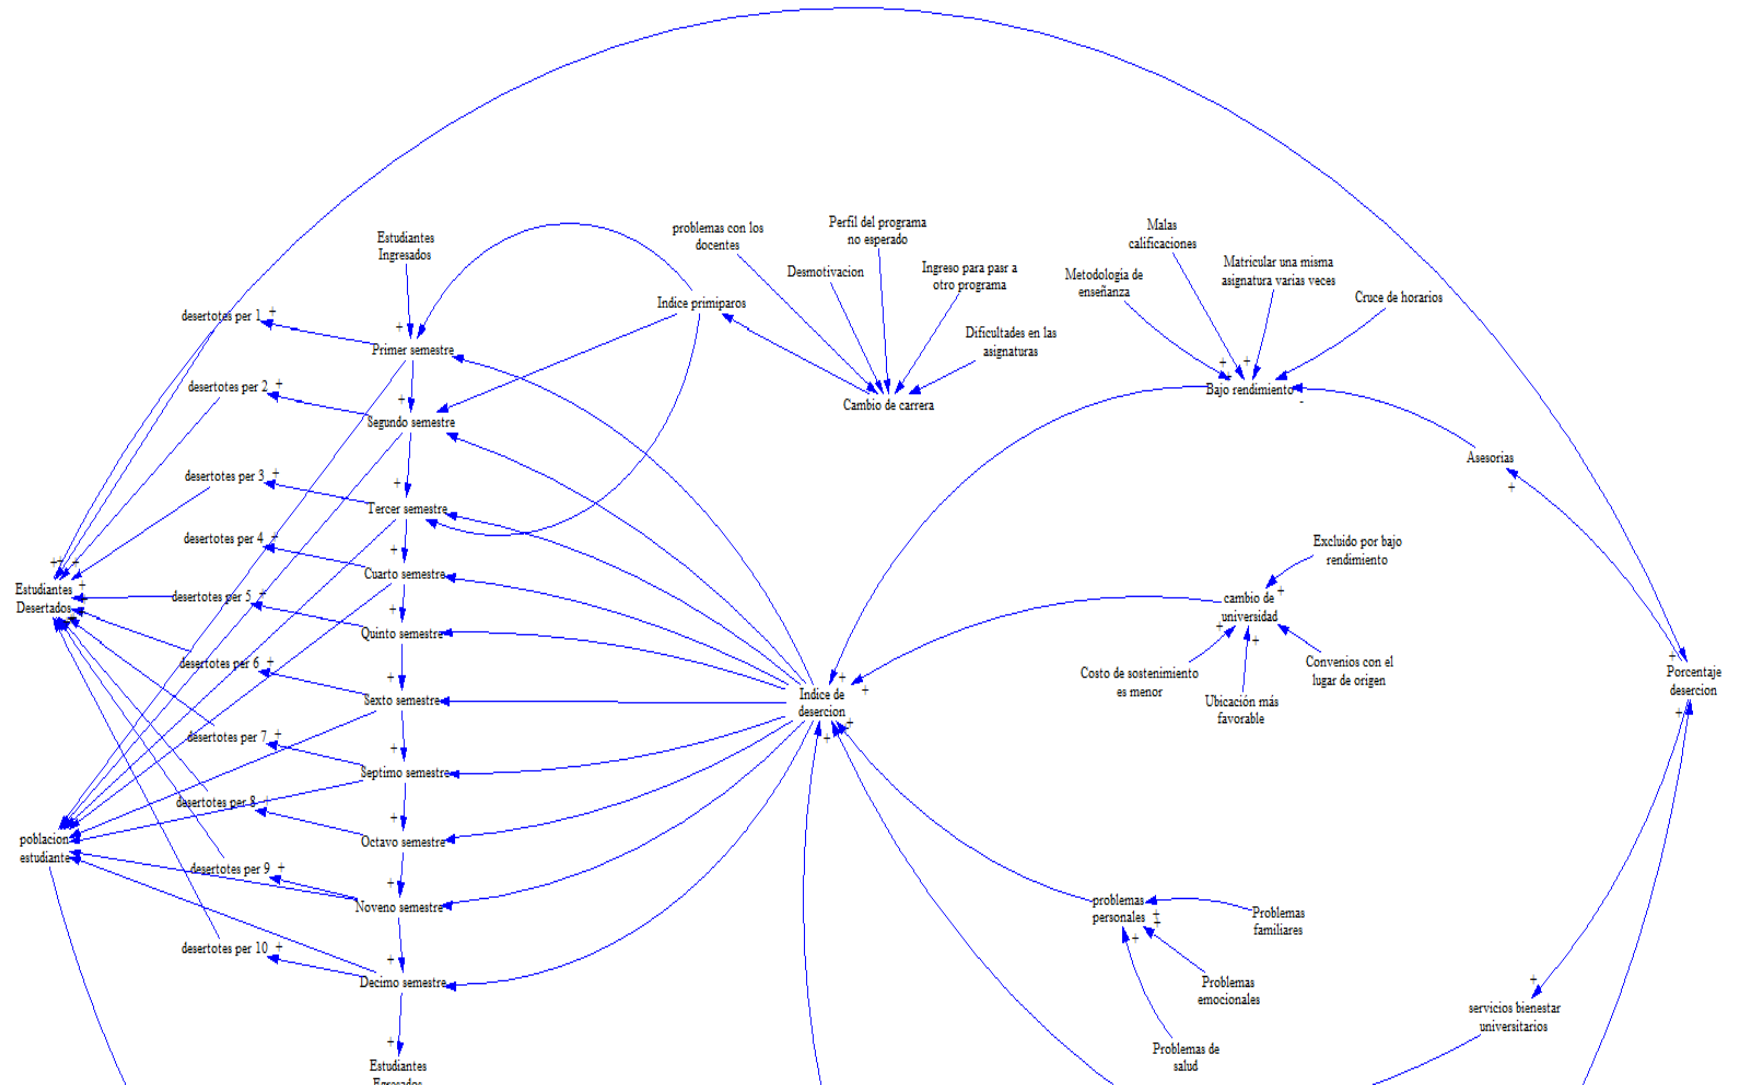 Estudiantes
Ingresados
problemas con los
docentes
Perfil del programa
no esperado
Desmotivacion
Ingreso para pasr a
otro programa
Indice primiparos
Dificultades en las
asignaturas
Cambio de carrera
Malas
calificaciones
Metodologia de
enseñanza
Matricular una misma
asignatura varias veces
Cruce de horarios
Bajo rendimiento
Asesorias
desertotes per 1
Primer semestre
desertotes per 2
Segundo semestre
desertotes per 3
Tercer semestre
desertotes per 4
Cuarto semestre
Estudiantes
Desertados
desertotes per 5
Quinto semestre
desertotes per 6
Sexto semestre
desertotes per 7
Septimo semestre
desertotes per 8
Octavo semestre
poblacion
estudiante
desertotes per 9
Noveno semestre
desertotes per 10
Decimo semestre
Estudiantes
Egresados
Indice de
desercion
Excluido por bajo
rendimiento
cambio de
universidad
Costo de sostenimiento
es menor
Ubicación más
favorable
Convenios con el
lugar de origen
Porcentaje
desercion
problemas
personales
Problemas
familiares
Problemas
emocionales
Problemas de
salud
servicios bienestar
universitarios